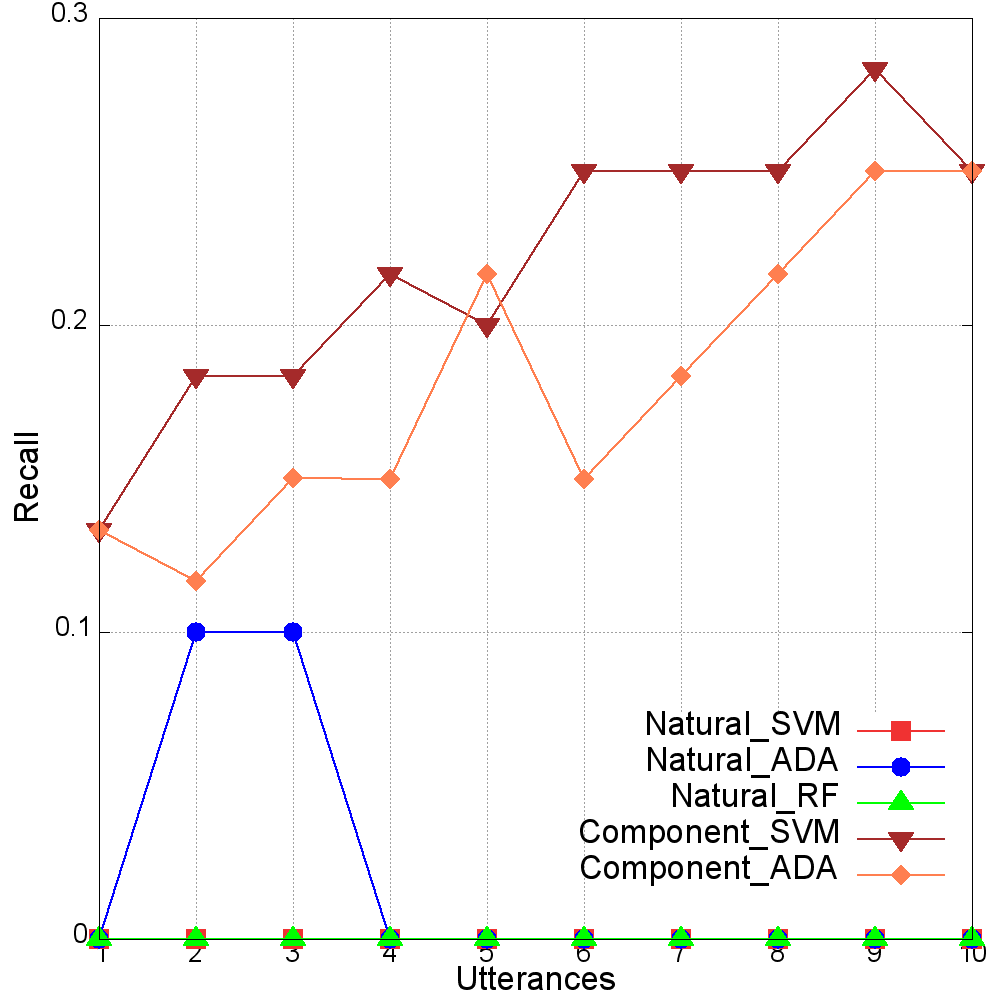 0.3
0.2
0.1
0
Recall
1 2 3 4 5 6 7 8 9 10
Utterances
Natural_SVM
Natural_ADA
Natural_RF
Component_SVM
Component_ADA